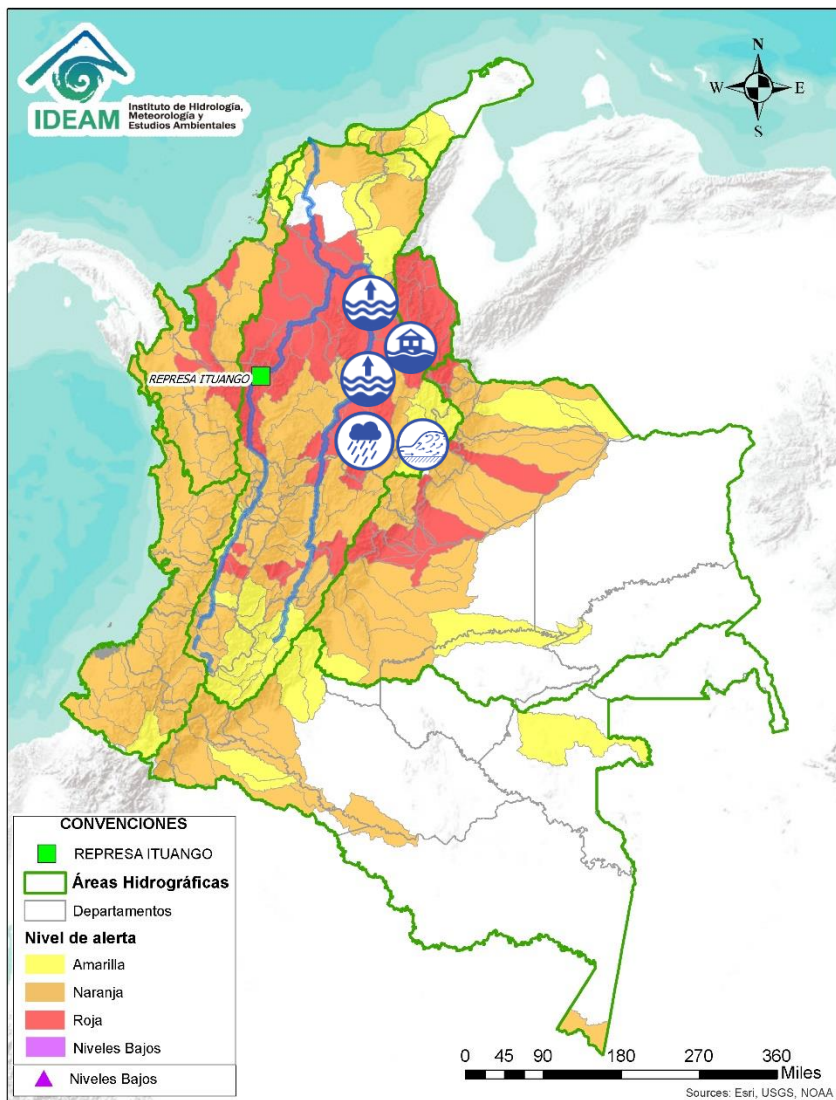 IDEAM
Instituto de Hidrología,
Meteorología y
Estudios Ambientales
N
W
E
S
REPRESA ITUANGO
CONVENCIONES
REPRESA ITUANGO
Áreas Hidrográficas
Departamentos
Nivel de alerta
Amarilla
Naranja
Roja
Niveles Bajos
Niveles Bajos
0 45 90 180 270 360
Miles
Sources: Esri, USGS, NOAA